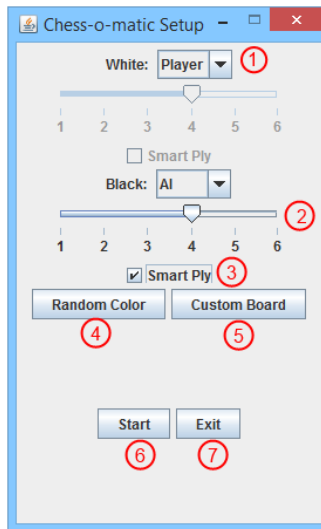 Chess-o-matic Setup
White: Player 1
1 2 3 4 5 6
Smart Ply
Black: AI
2
1 2 3 4 5 6
Smart Ply 3
Random Color Custom Board
4 5
Start Exit
6 7